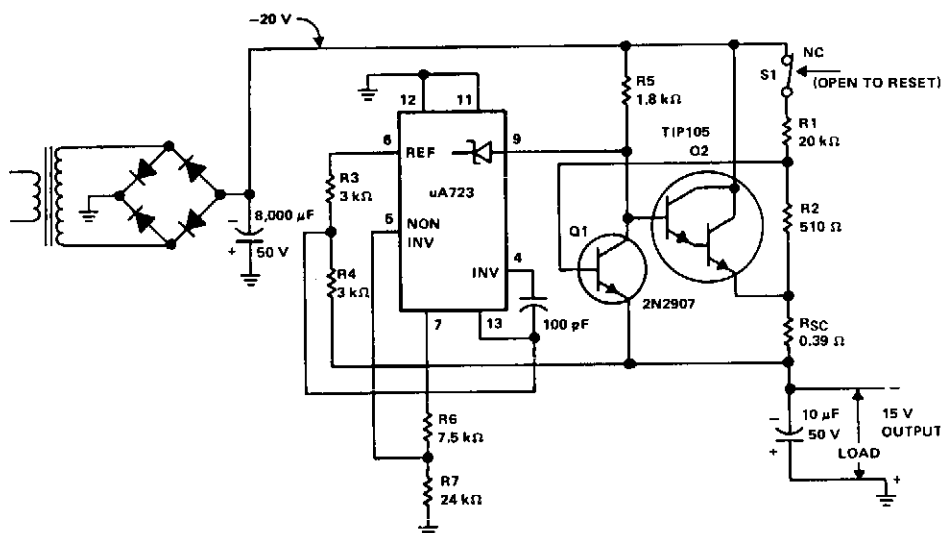 −20 V
NC
S1
(OPEN TO RESET)
R1
20 kΩ
R5
1.8 kΩ
TIP105
Q2
12
11
6
REF
9
uA723
R3
3 kΩ
8,000 μF
50 V
−
+
5
NON
INV
R4
3 kΩ
4
INV
Q1
R2
510 Ω
2N2907
RSC
0.39 Ω
7
13
100 pF
R6
7.5 kΩ
R7
24 kΩ
−
−
10 μF
50 V
+
15 V
OUTPUT
LOAD
+